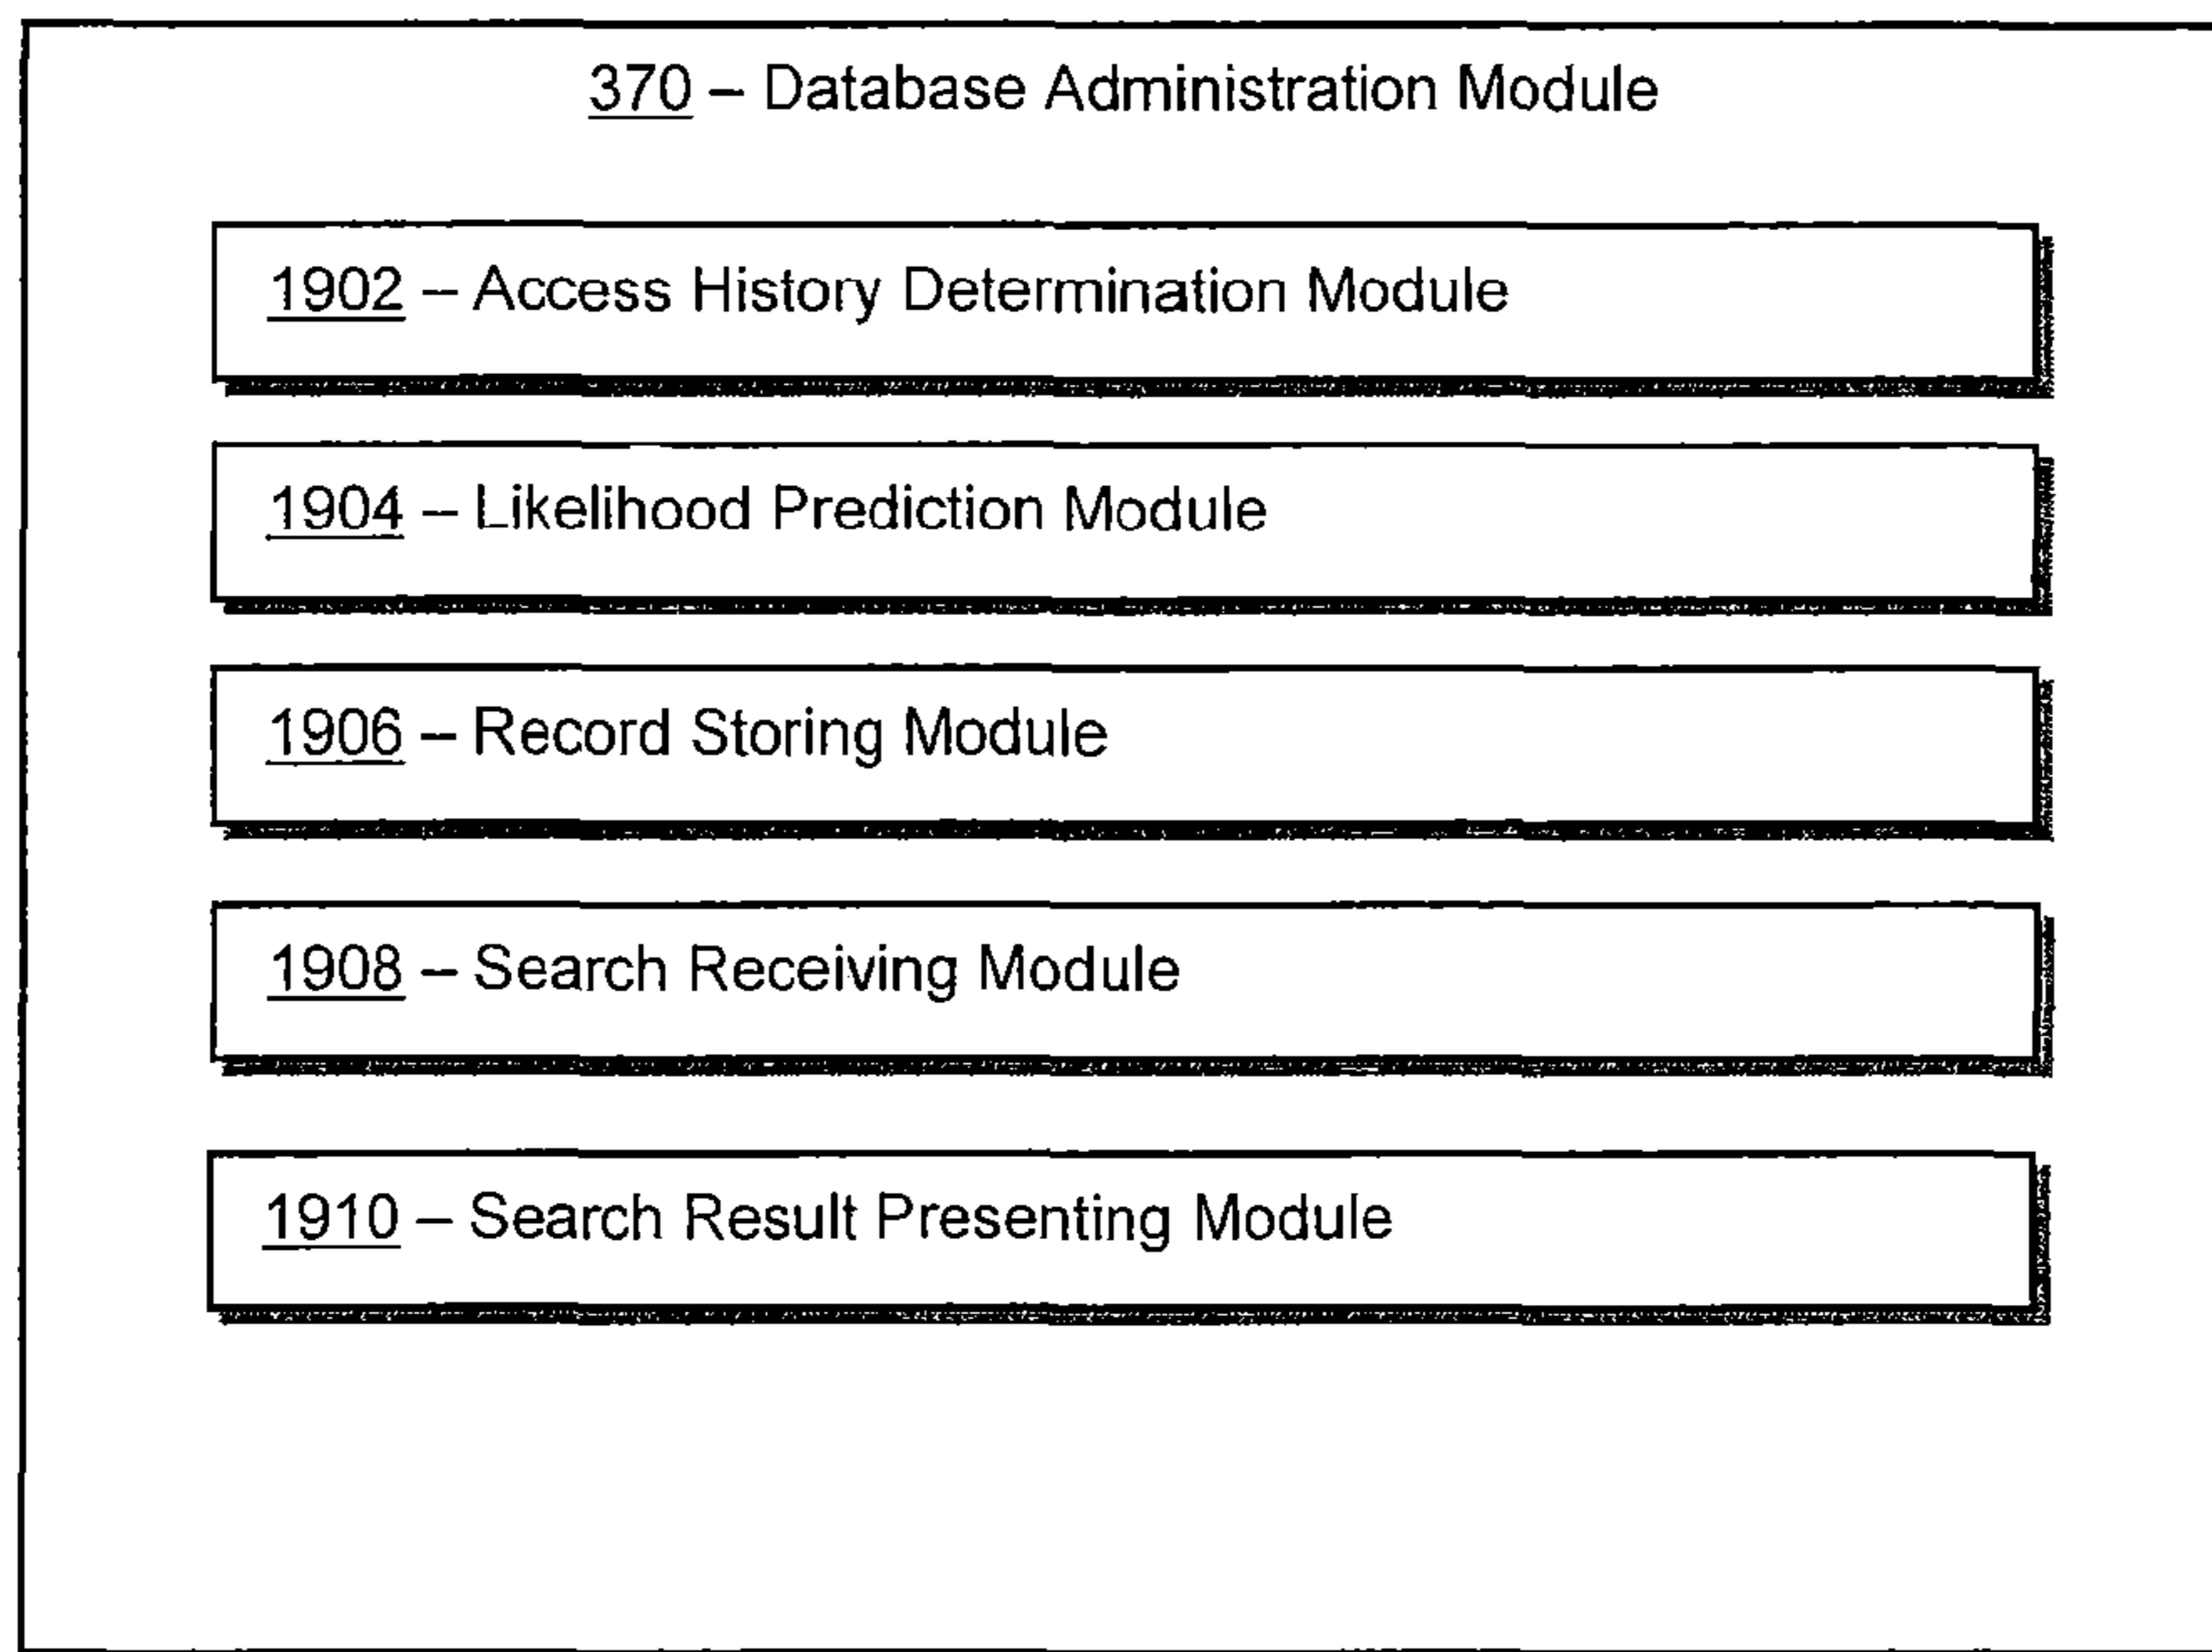 370 – Database Administration Module
1902 – Access History Determination Module
1904 – Likelihood Prediction Module
1906 – Record Storing Module
1908 – Search Receiving Module
1910 – Search Result Presenting Module